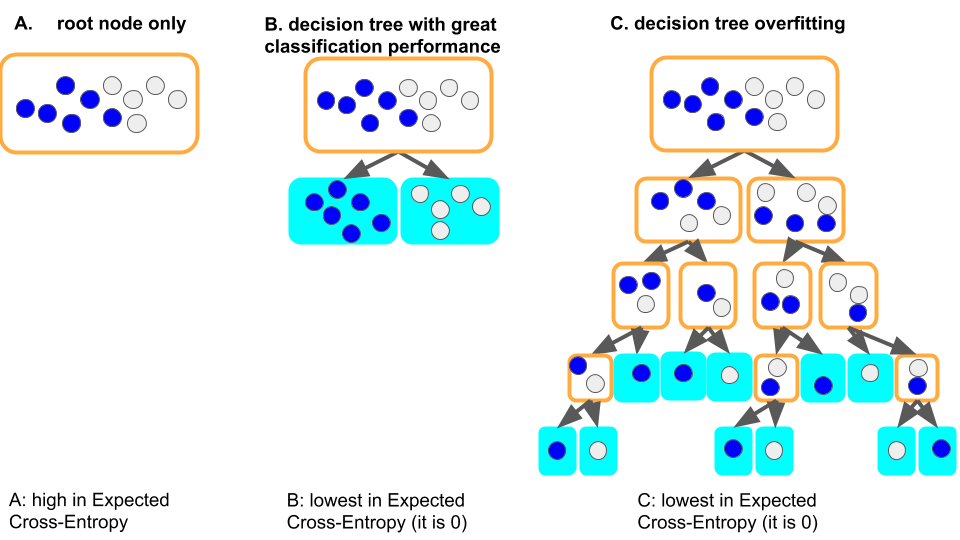 A. root node only
B. decision tree with great
classification performance
C. decision tree overfitting
A: high in Expected
Cross-Entropy
B: lowest in Expected
Cross-Entropy (it is 0)
C: lowest in Expected
Cross-Entropy (it is 0)